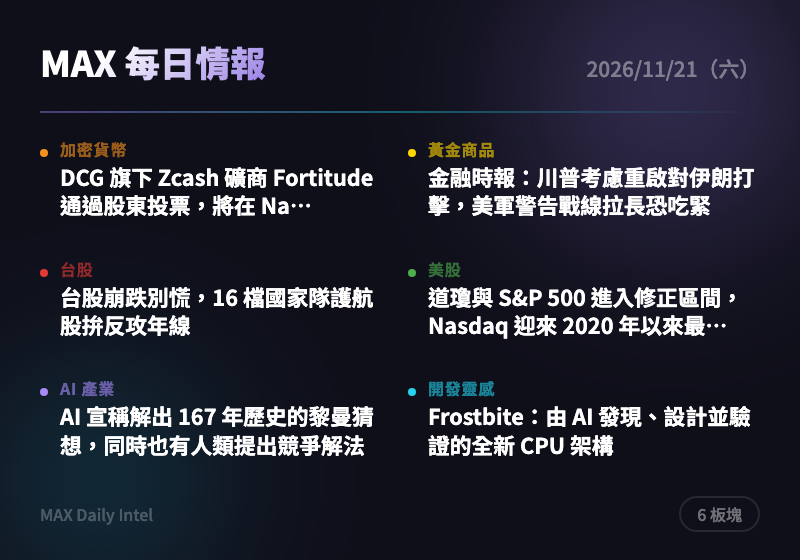 MAX 每日情報
2026/11/21（六）
加密貨幣
DCG 旗下 Zcash 礦商 Fortitude
通過股東投票，將在 Na…
黃金商品
金融時報：川普考慮重啟對伊朗打
擊，美軍警告戰線拉長恐吃緊
台股
台股崩跌別慌，16 檔國家隊護航
股拚反攻年線
美股
道瓊與 S&P 500 進入修正區間，
Nasdaq 迎來 2020 年以來最…
AI 產業
AI 宣稱解出 167 年歷史的黎曼猜
想，同時也有人類提出競爭解法
開發靈感
Frostbite：由 AI 發現、設計並驗
證的全新 CPU 架構
MAX Daily Intel
6 板塊